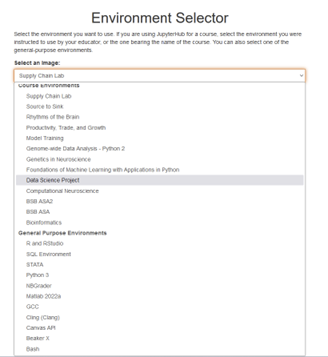 Environment Selector
Select the environment you want to use. If you are using JupyterHub for a course, select the environment you were
instructed to use by your educator, or the one bearing the name of the course. You can also select one of the
general-purpose environments.
Select an Image:
Supply Chain Lab
Course Environments
Supply Chain Lab
Source to Sink
Rhythms of the Brain
Productivity, Trade, and Growth
Model Training
Genome-wide Data Analysis - Python 2
Genetics in Neuroscience
Foundations of Machine Learning with Applications in Python
Data Science Project
Computational Neuroscience
BSB ASA2
BSB ASA
Bioinformatics
General Purpose Environments
R and RStudio
SQL Environment
STATA
Python 3
NBGrader
Matlab 2022a
GCC
Cling (Clang)
Canvas API
Beaker X
Bash